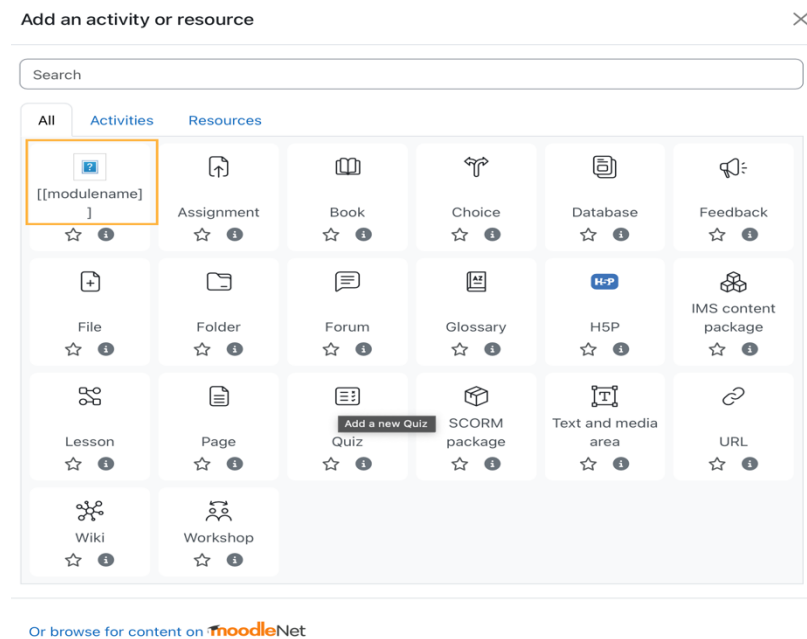 Add an activity or resource
Search
All Activities Resources
[[modulename]
]
Assignment
Book
Choice
Database
Feedback
File
Folder
Forum
Glossary
H5P
IMS content
package
Lesson
Page
Add a new Quiz
Quiz
SCORM
package
Text and media
area
URL
Wiki
Workshop
Or browse for content on moodleNet